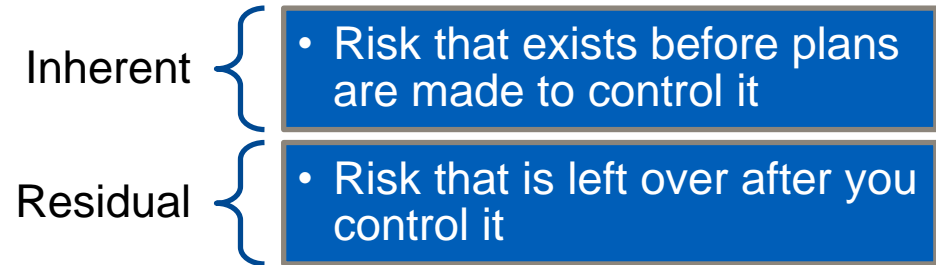 Inherent
• Risk that exists before plans
are made to control it
Residual
• Risk that is left over after you
control it